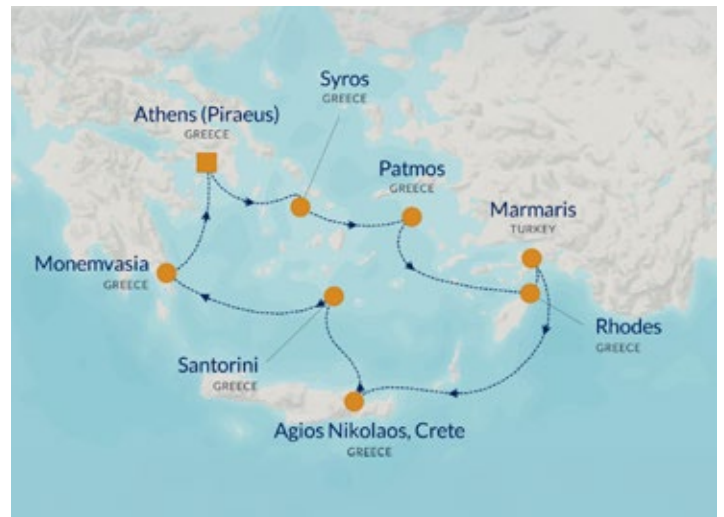 Syros
GREECE
Athens (Piraeus)
GREECE
Patmos
GREECE
Marmaris
TURKEY
Monemvasia
GREECE
Rhodes
GREECE
Santorini
GREECE
Agios Nikolaos, Crete
GREECE